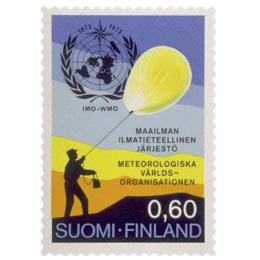 1873 1973
IMO-WMO
MAAILMAN
ILMATIETEELLINEN
JÄRJESTÖ
METEOROLOGISKA
VÄRLDS-
ORGANISATIONEN
0,60
SUOMI·FINLAND